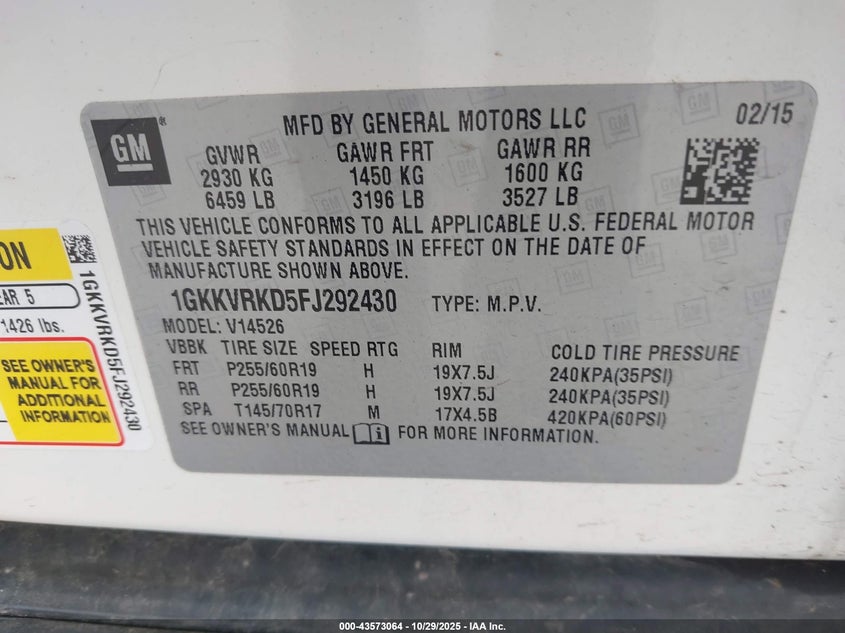 GM
MFD BY GENERAL MOTORS LLC
02/15
GVWR GAWR FRT GAWR RR
2930 KG 1450 KG 1600 KG
6459 LB 3196 LB 3527 LB
THIS VEHICLE CONFORMS TO ALL APPLICABLE U.S. FEDERAL MOTOR
VEHICLE SAFETY STANDARDS IN EFFECT ON THE DATE OF
MANUFACTURE SHOWN ABOVE.
1GKKVRKD5FJ292430 TYPE: M.P.V.
MODEL: V14526
VBBK TIRE SIZE SPEED RTG RIM COLD TIRE PRESSURE
FRT P255/60R19 H 19X7.5J 240KPA(35PSI)
RR P255/60R19 H 19X7.5J 240KPA(35PSI)
SPA T145/70R17 M 17X4.5B 420KPA(60PSI)
SEE OWNER'S MANUAL i FOR MORE INFORMATION.
ON
AR 5
1426 lbs.
SEE OWNER'S
MANUAL FOR
ADDITIONAL
INFORMATION
1GKKVRKD5FJ292430
000-43573064 / 10/29/2025 - IAA Inc.